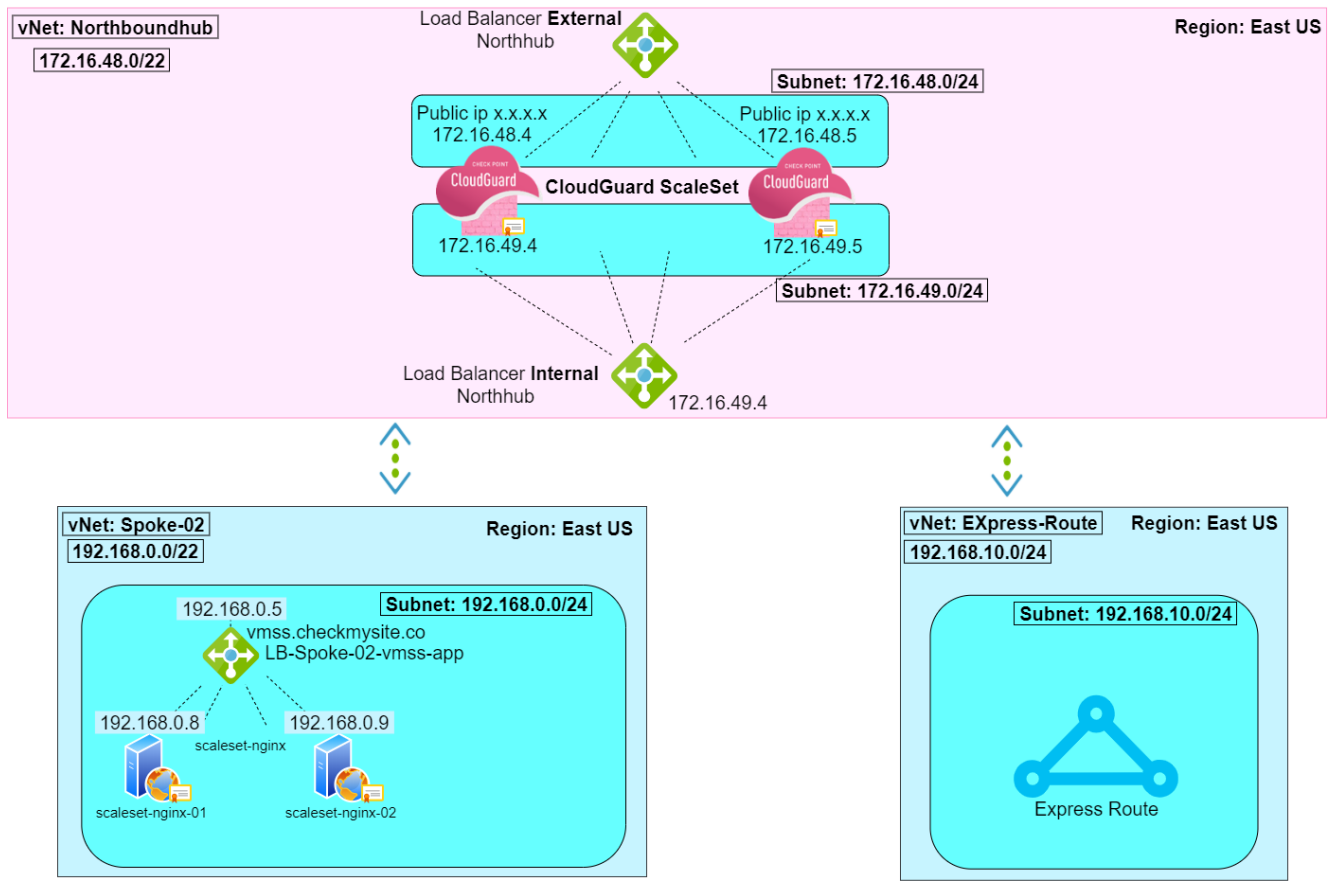 vNet: Northboundhub
172.16.48.0/22
Load Balancer External
Northhub
Region: East US
Subnet: 172.16.48.0/24
Public ip x.x.x.x
172.16.48.4
Public ip x.x.x.x
172.16.48.5
CHECK POINT
CloudGuard
CloudGuard ScaleSet
CHECK POINT
CloudGuard
172.16.49.4
172.16.49.5
Subnet: 172.16.49.0/24
Load Balancer Internal
Northhub
172.16.49.4
vNet: Spoke-02
192.168.0.0/22
Region: East US
Subnet: 192.168.0.0/24
192.168.0.5
vmss.checkmysite.co
LB-Spoke-02-vmss-app
192.168.0.8
192.168.0.9
scaleset-nginx
scaleset-nginx-01
scaleset-nginx-02
vNet: EXpress-Route
192.168.10.0/24
Region: East US
Subnet: 192.168.10.0/24
Express Route